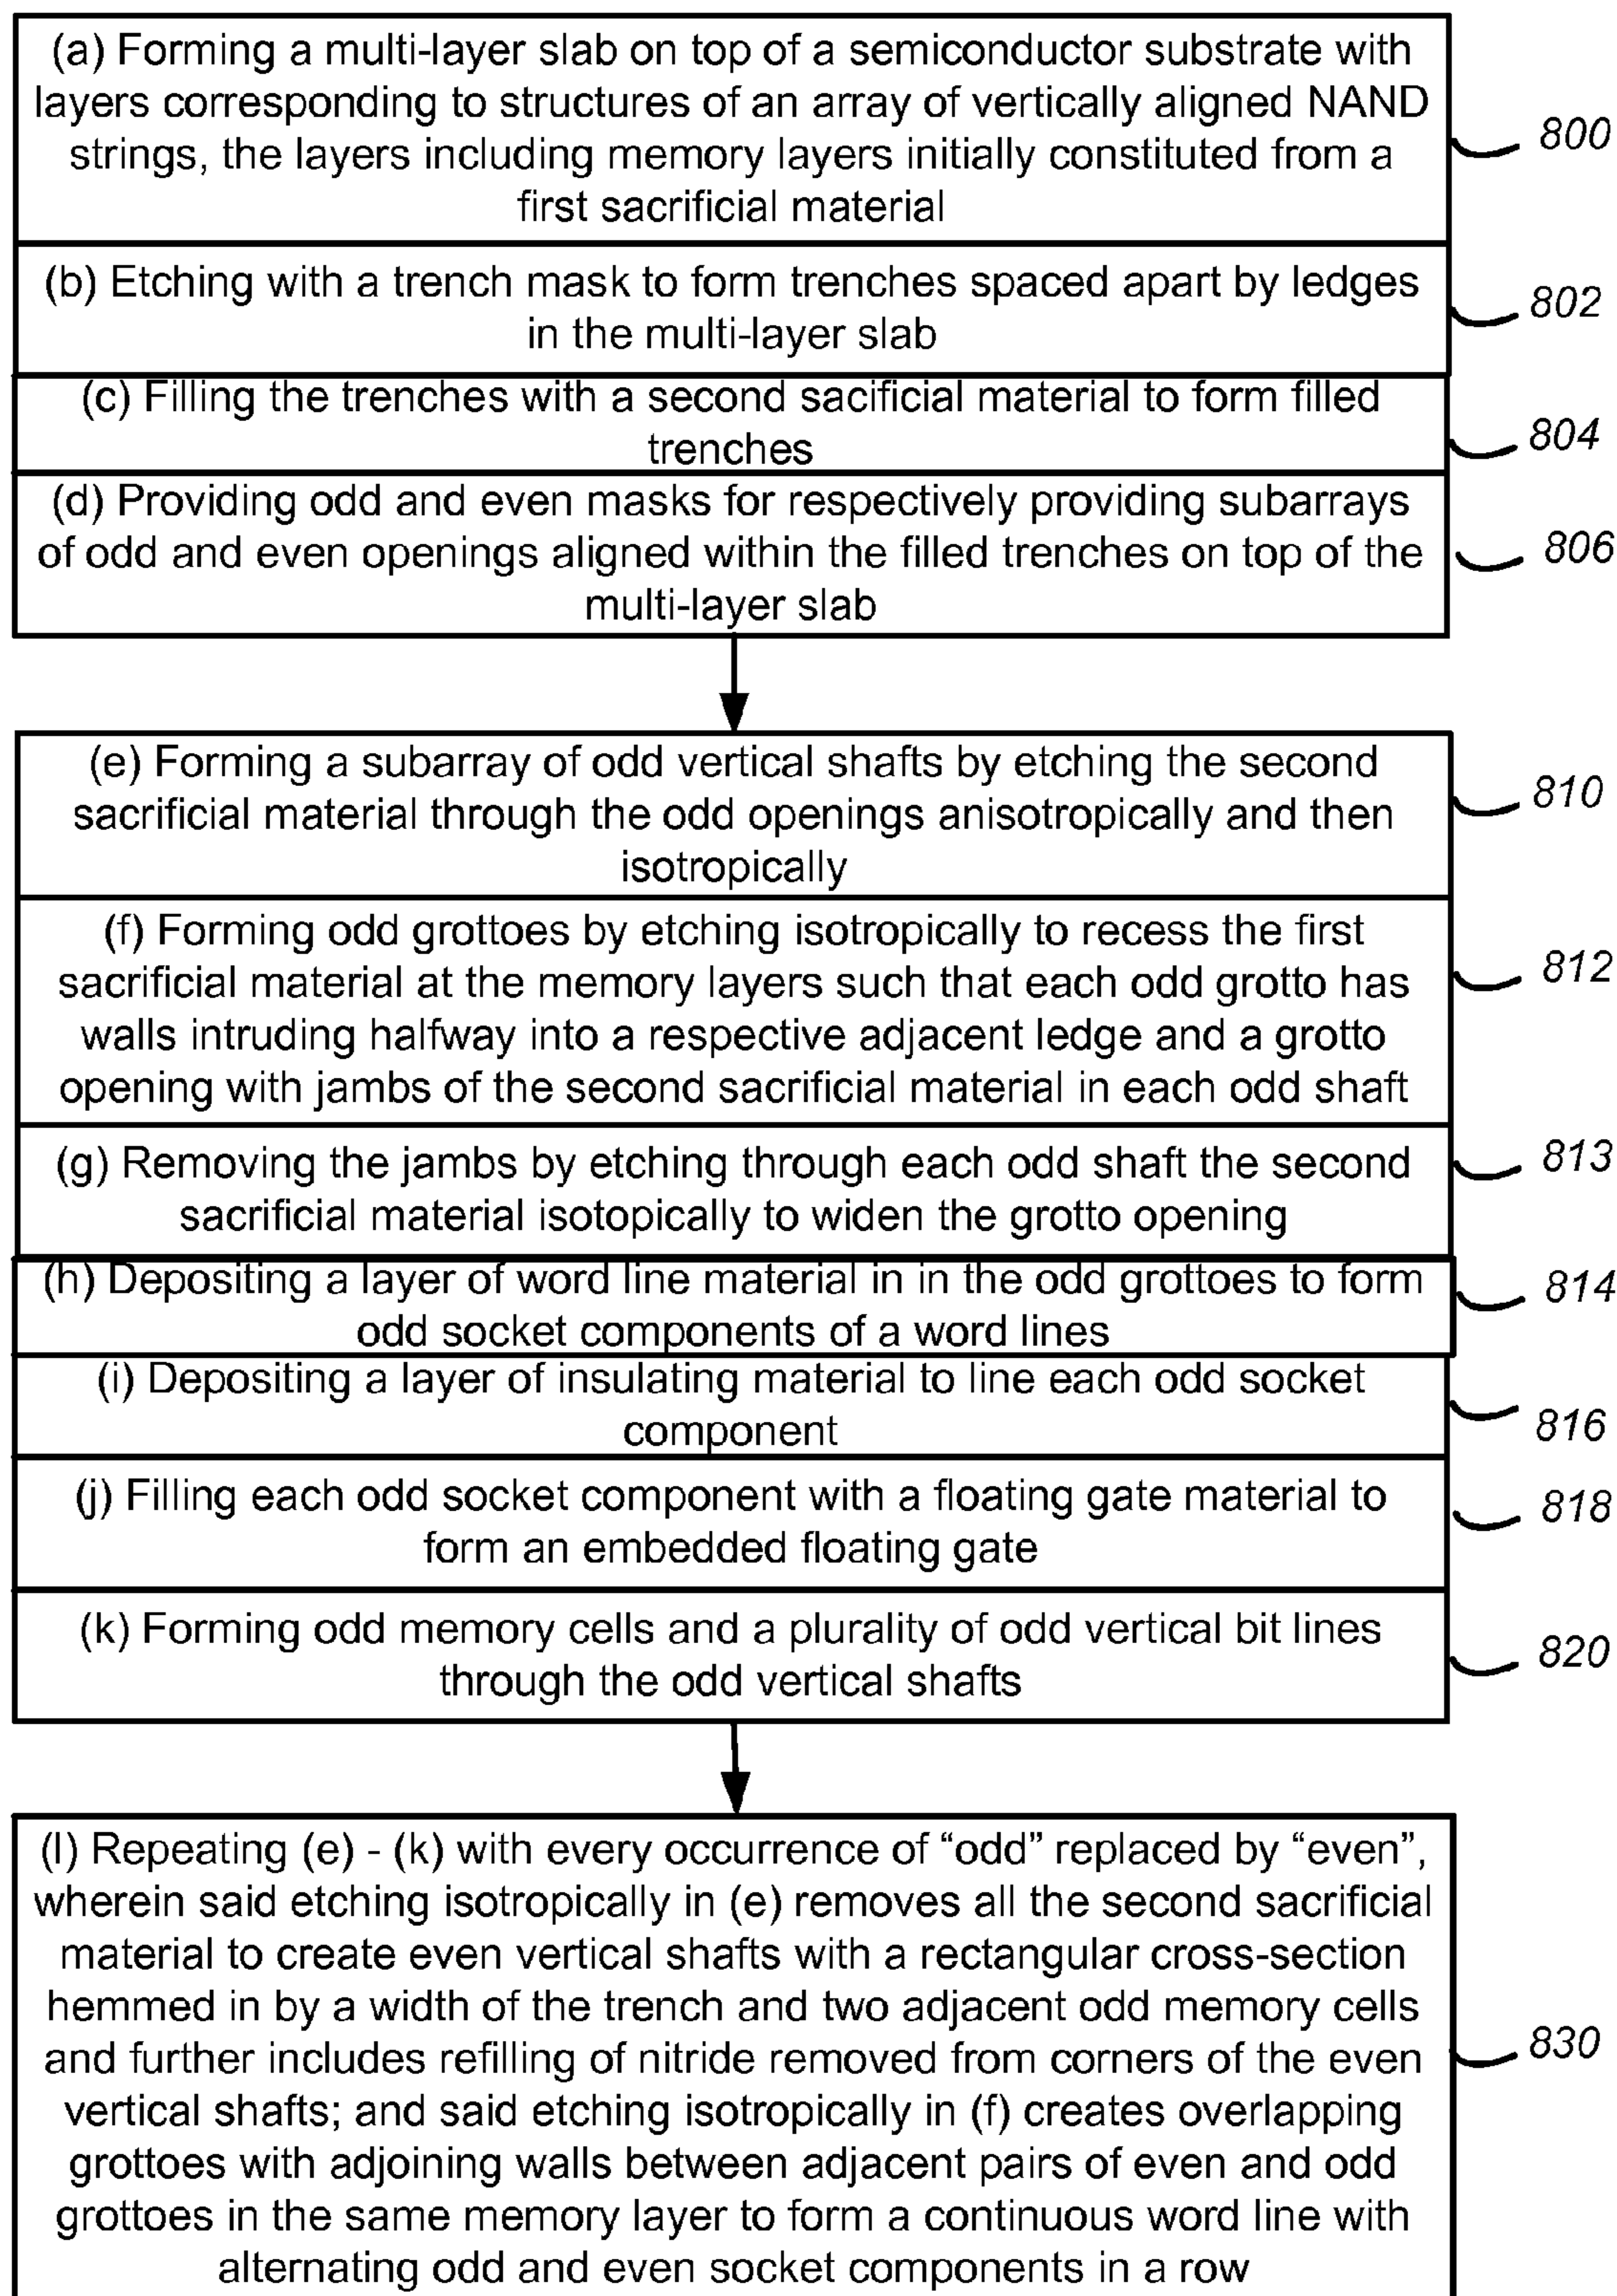 (a) Forming a multi-layer slab on top of a semiconductor substrate with
layers corresponding to structures of an array of vertically aligned NAND
strings, the layers including memory layers initially constituted from a
first sacrificial material
800
(b) Etching with a trench mask to form trenches spaced apart by ledges
in the multi-layer slab
802
(c) Filling the trenches with a second sacificial material to form filled
trenches
804
(d) Providing odd and even masks for respectively providing subarrays
of odd and even openings aligned within the filled trenches on top of the
multi-layer slab
806
(e) Forming a subarray of odd vertical shafts by etching the second
sacrificial material through the odd openings anisotropically and then
isotropically
810
(f) Forming odd grottoes by etching isotropically to recess the first
sacrificial material at the memory layers such that each odd grotto has
walls intruding halfway into a respective adjacent ledge and a grotto
opening with jambs of the second sacrificial material in each odd shaft
812
(g) Removing the jambs by etching through each odd shaft the second
sacrificial material isotopically to widen the grotto opening
813
(h) Depositing a layer of word line material in in the odd grottoes to form
odd socket components of a word lines
814
(i) Depositing a layer of insulating material to line each odd socket
component
816
(j) Filling each odd socket component with a floating gate material to
form an embedded floating gate
818
(k) Forming odd memory cells and a plurality of odd vertical bit lines
through the odd vertical shafts
820
(l) Repeating (e) - (k) with every occurrence of “odd” replaced by “even”,
wherein said etching isotropically in (e) removes all the second sacrificial
material to create even vertical shafts with a rectangular cross-section
hemmed in by a width of the trench and two adjacent odd memory cells
and further includes refilling of nitride removed from corners of the even
vertical shafts; and said etching isotropically in (f) creates overlapping
grottoes with adjoining walls between adjacent pairs of even and odd
grottoes in the same memory layer to form a continuous word line with
alternating odd and even socket components in a row
830